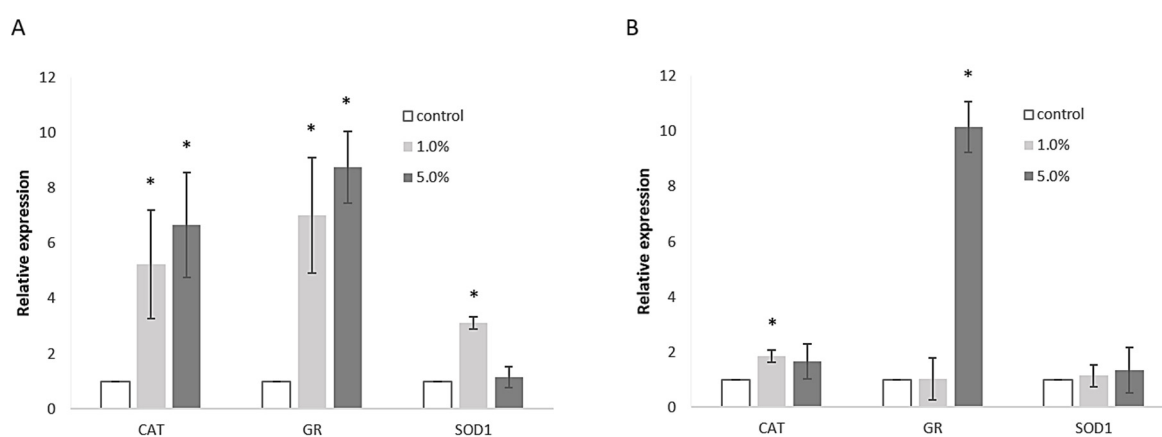 A
12
10
8
6
4
2
0
Relative expression
*
*
*
*
*
control
1.0%
5.0%
CAT
GR
SOD1
B
12
10
8
6
4
2
0
Relative expression
*
*
control
1.0%
5.0%
CAT
GR
SOD1